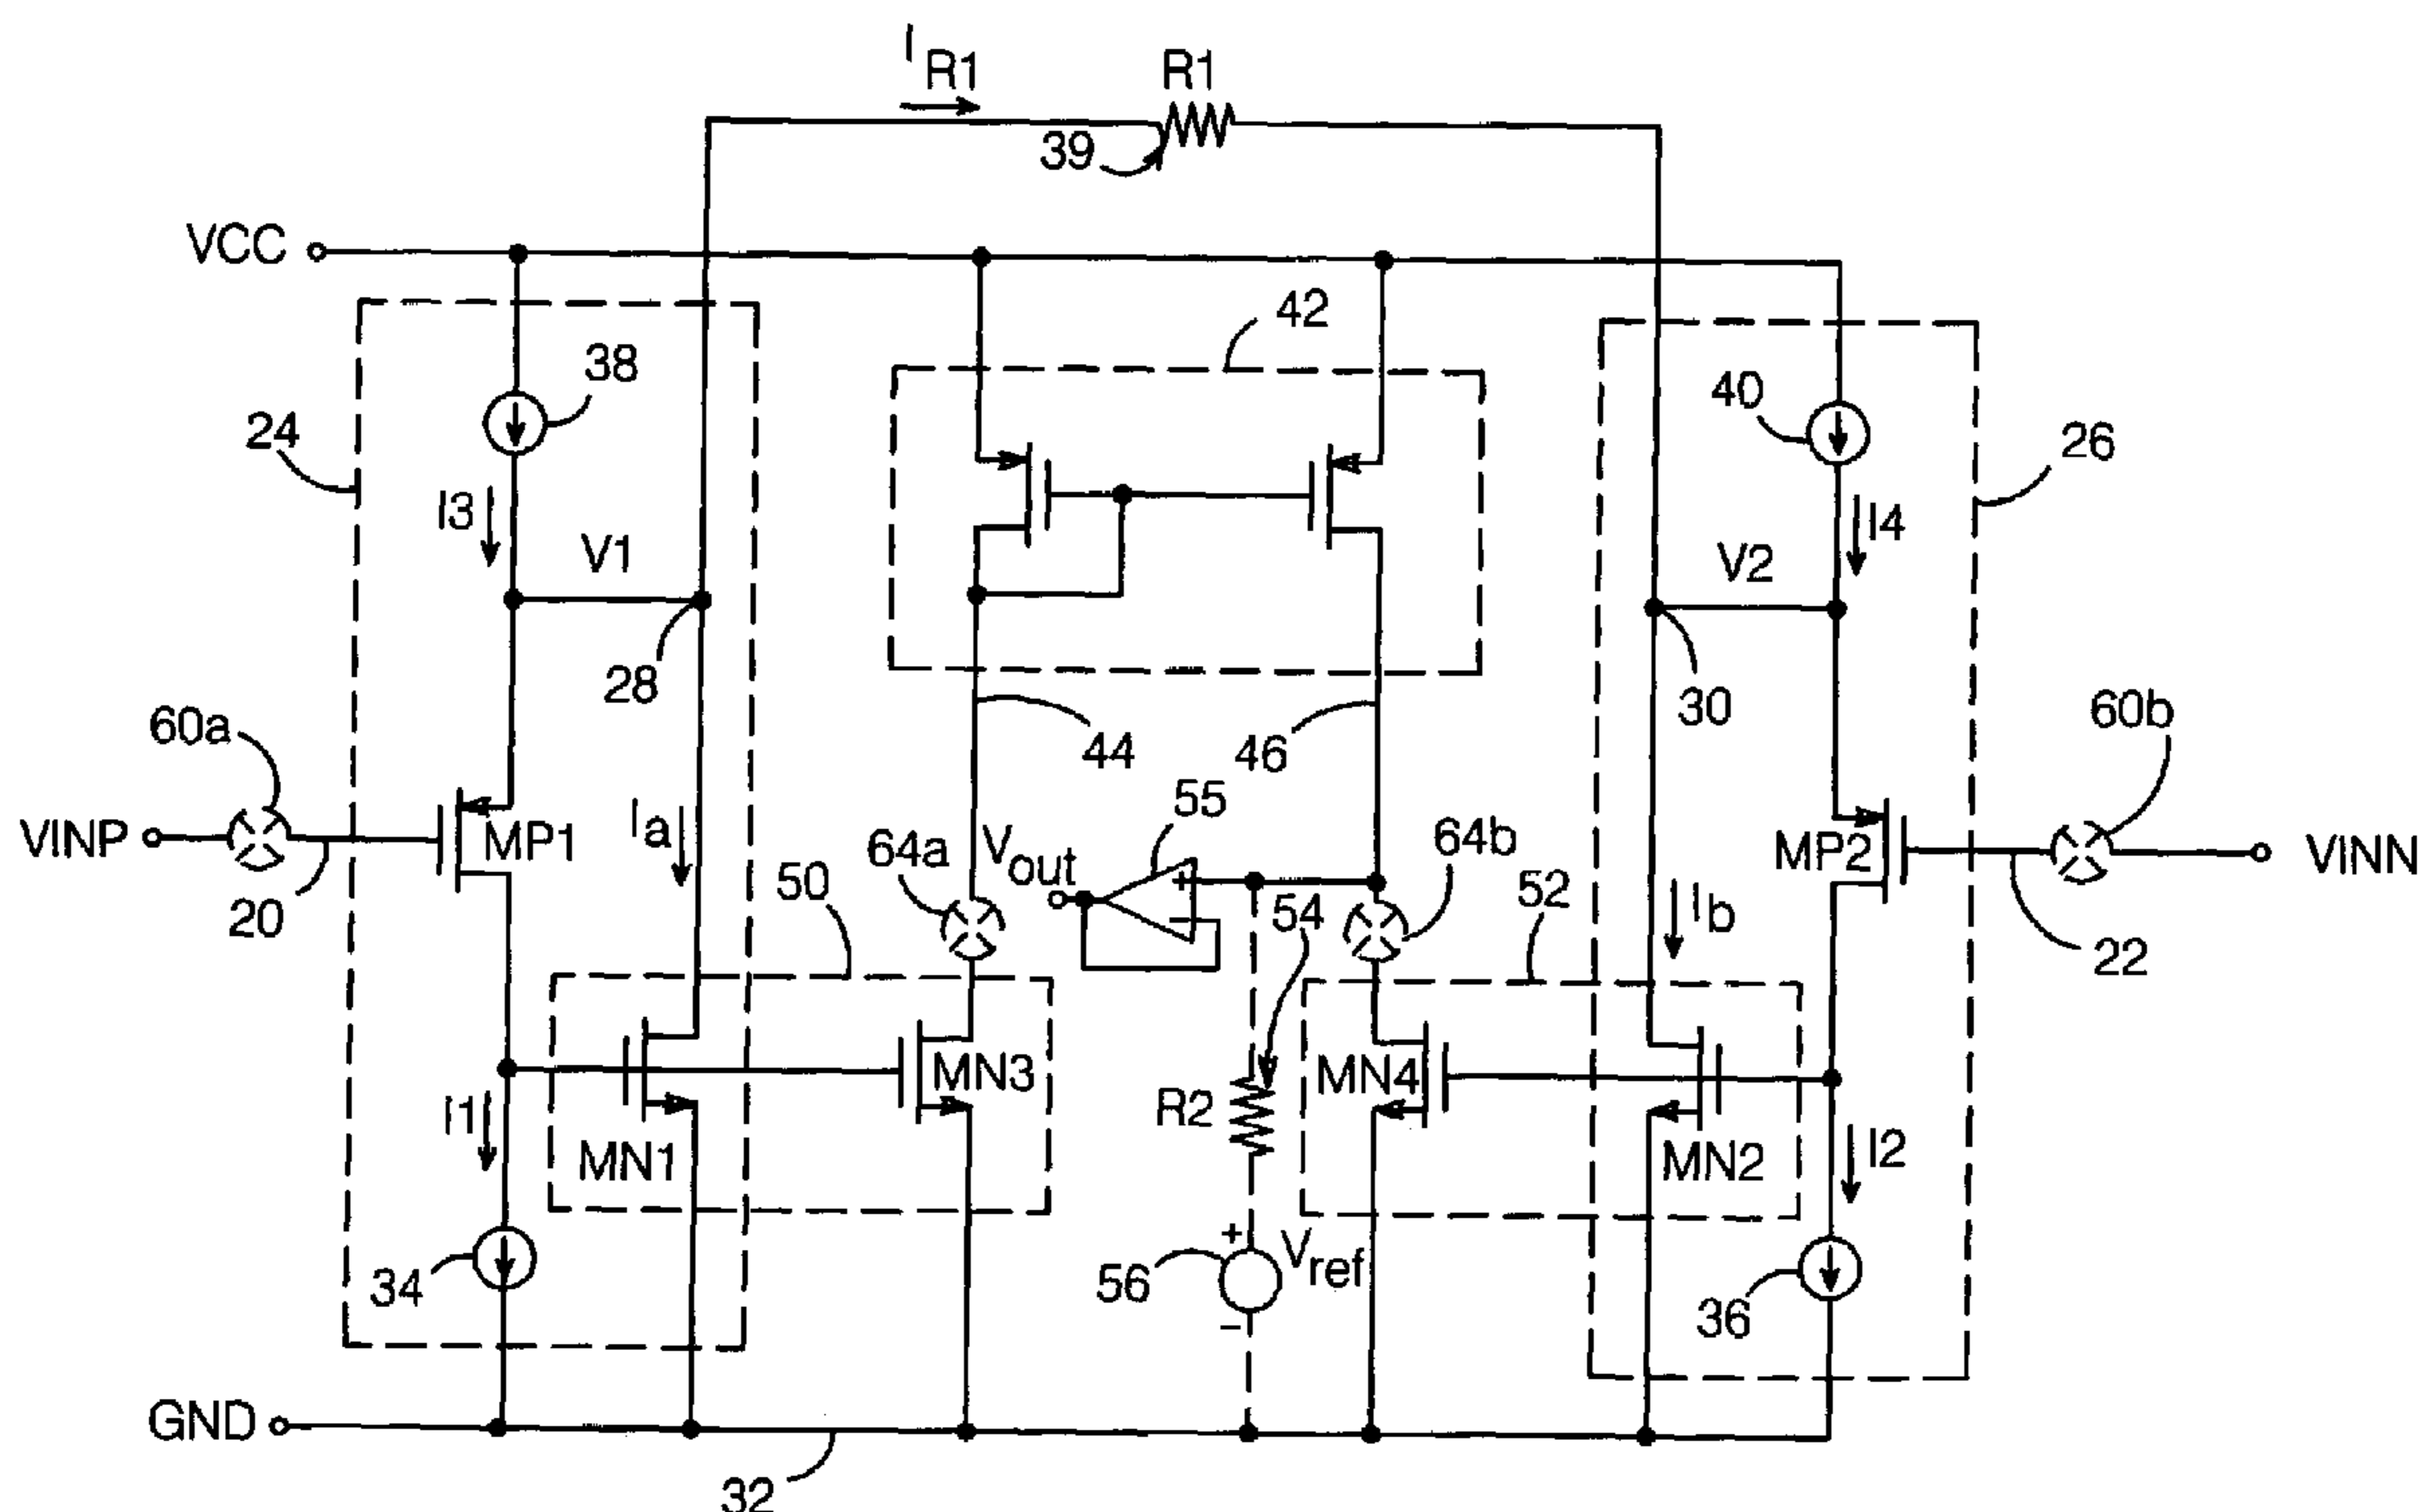 I R1
R1
39
VCC
42
38
40
24
26
I3
I4
V1
V2
28
30
60a
60b
44
46
55
VINP
MP1
Ia
64a
Vout
64b
MP2
VINN
50
54
52
Ib
20
22
MN3
MN4
R2
I1
MN1
MN2
I2
+
Vref
34
56
36
−
GND
32